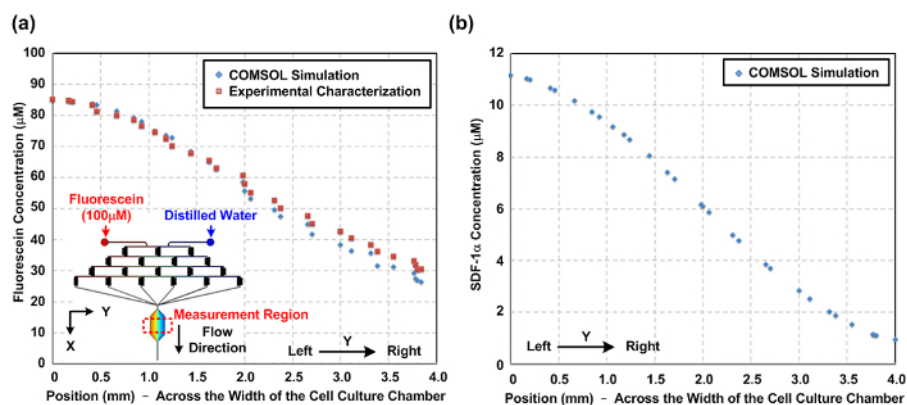 (a)
100
90
80
70
60
50
40
30
20
10
0
Fluorescein Concentration (μM)
COMSOL Simulation
Experimental Characterization
Fluorescein
(100μM)
Distilled Water
Measurement Region
Flow
Direction
Y
X
Y
Left
Right
0
0.5
1.0
1.5
2.0
2.5
3.0
3.5
4.0
Position (mm) – Across the Width of the Cell Culture Chamber
(b)
12
10
8
6
4
2
0
SDF-1α Concentration (μM)
COMSOL Simulation
Y
Left
Right
0
0.5
1.0
1.5
2.0
2.5
3.0
3.5
4.0
Position (mm) – Across the Width of the Cell Culture Chamber